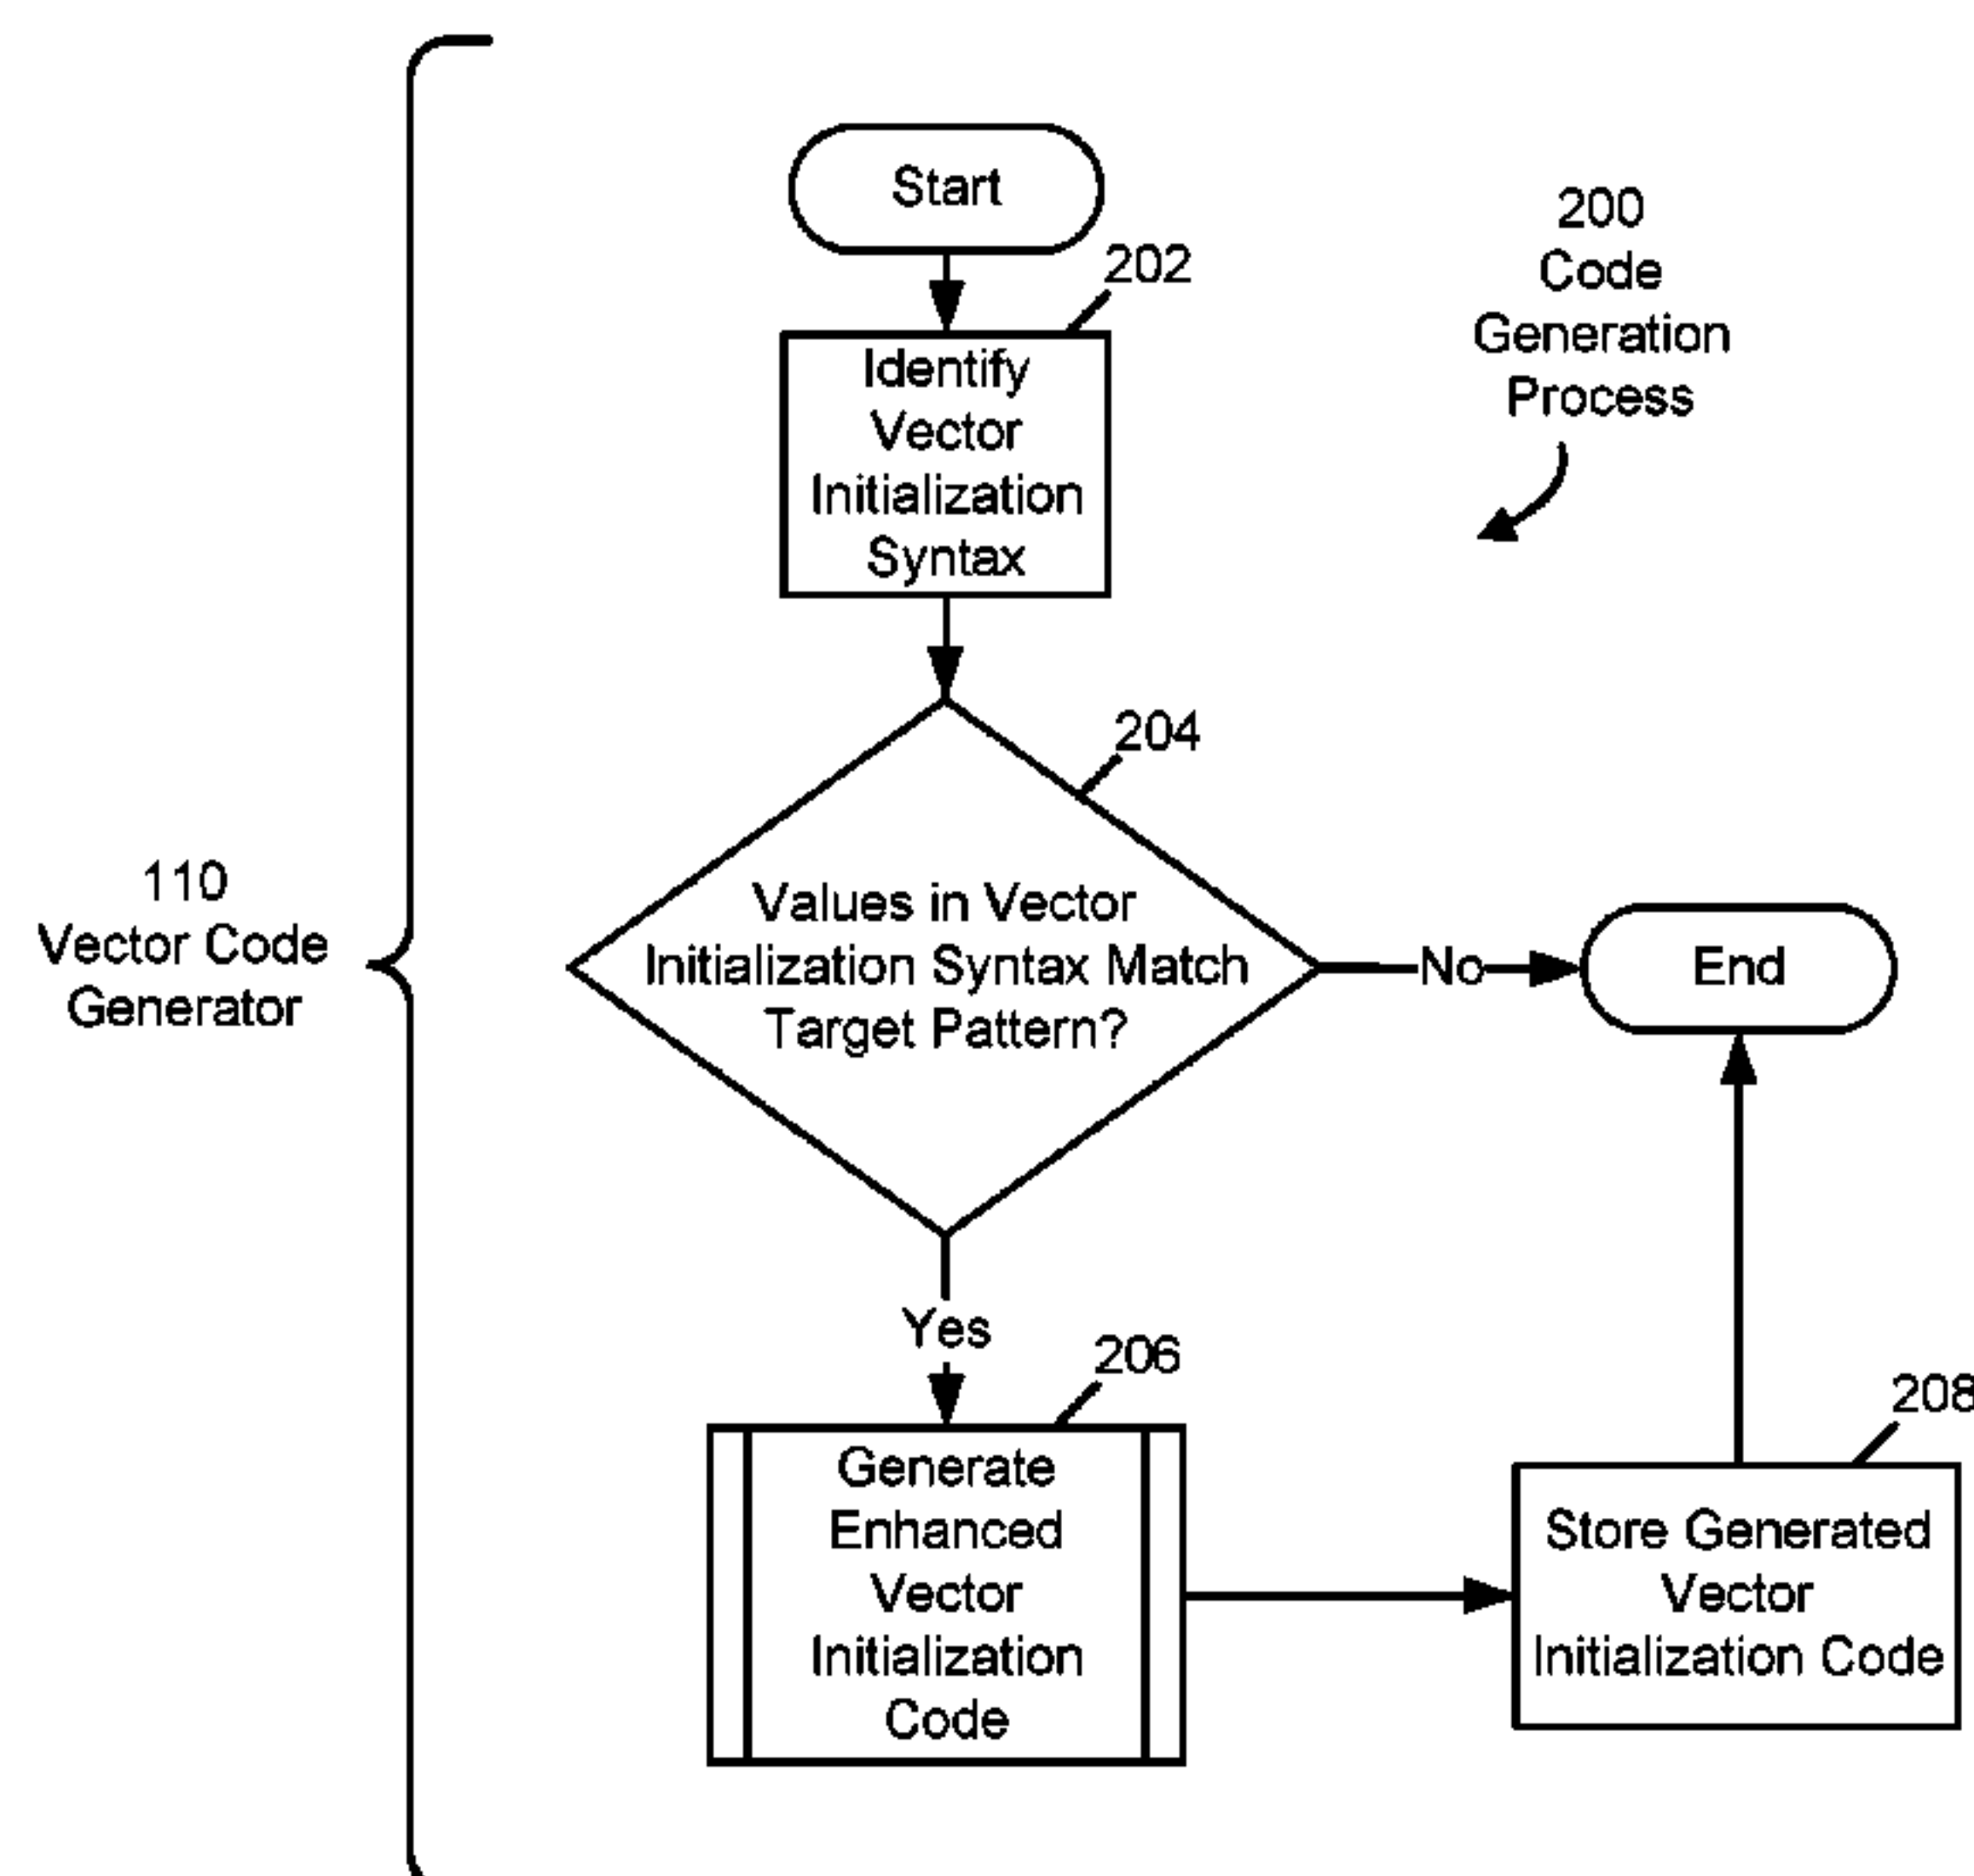 Start
202
200
Code
Generation
Process
Identify
Vector
Initialization
Syntax
204
110
Vector Code
Generator
Values in Vector
Initialization Syntax Match
Target Pattern?
No
End
Yes
206
Generate
Enhanced
Vector
Initialization
Code
208
Store Generated
Vector
Initialization Code